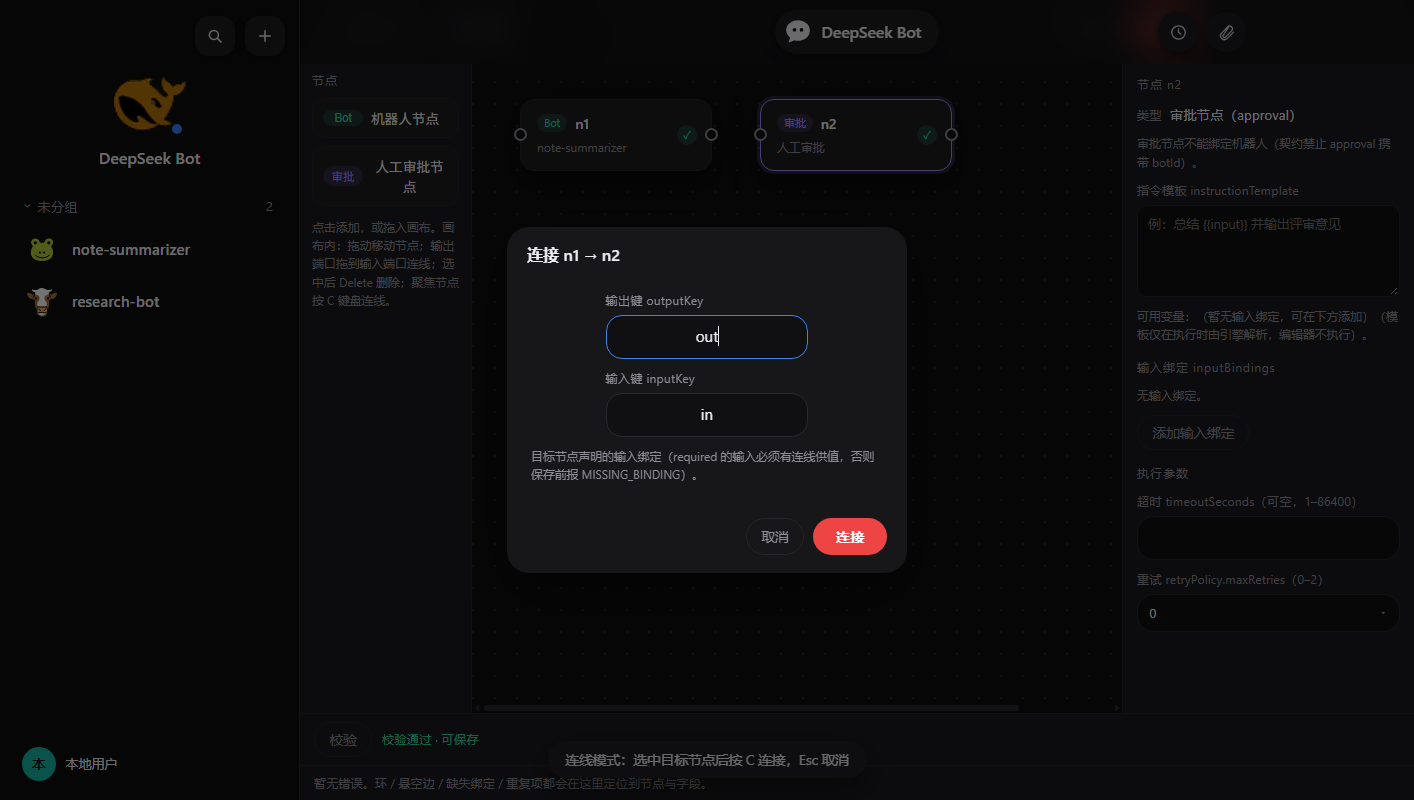 DeepSeek Bot
DeepSeek Bot
未分组
2
note-summarizer
research-bot
本
本地用户
节点
Bot
机器人节点
审批
人工审批节
点
点击添加，或拖入画布。画
布内：拖动移动节点；输出
端口拖到输入端口连线；选
中后 Delete 删除；聚焦节点
按 C 键盘连线。
Bot
n1
note-summarizer
审批
n2
人工审批
连接 n1 → n2
输出键 outputKey
out
输入键 inputKey
in
目标节点声明的输入绑定（required 的输入必须有连线供值，否则
保存前报 MISSING_BINDING）。
取消
连接
节点 n2
类型 审批节点（approval）
审批节点不能绑定机器人（契约禁止 approval 携
带 botId）。
指令模板 instructionTemplate
例：总结 {{input}} 并输出评审意见
可用变量：（暂无输入绑定，可在下方添加）（模
板仅在执行时由引擎解析，编辑器不执行）。
输入绑定 inputBindings
无输入绑定。
添加输入绑定
执行参数
超时 timeoutSeconds（可空，1–86400）
重试 retryPolicy.maxRetries（0–2）
0
校验
校验通过 · 可保存
连线模式：选中目标节点后按 C 连接，Esc 取消
暂无错误。环 / 悬空边 / 缺失绑定 / 重复项都会在这里定位到节点与字段。